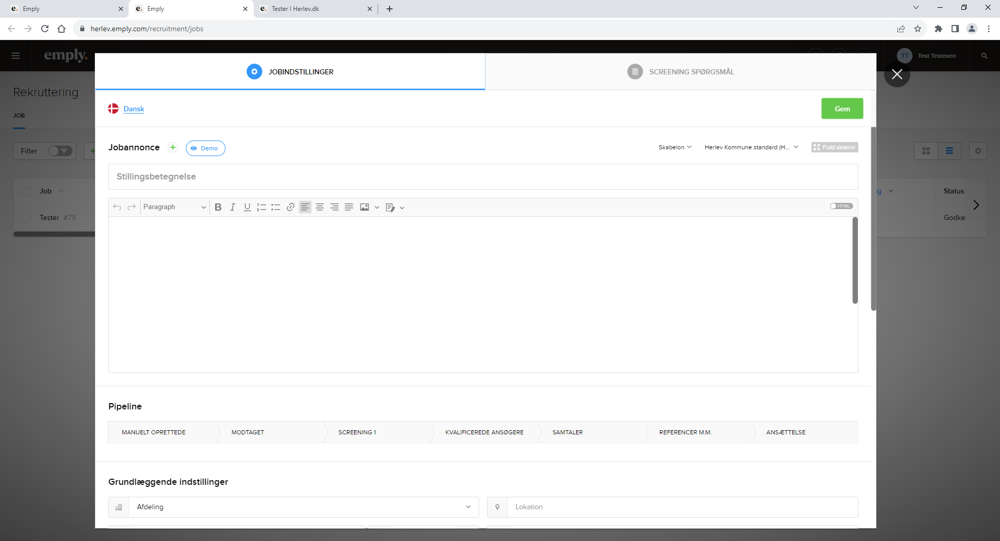 Emply
Emply
Tester I Herlev.dk
herlev.emply.com/recruitment/jobs
emply.
TT
Test Testesen
JOBINDSTILLINGER
SCREENING SPØRGSMÅL
Rekruttering
JOB
Dansk
Gem
Filter
Jobannonce
Demo
Skabelon
Herlev Kommune standard (H...
Fuld skærm
Stillingsbetegnelse
Job
Status
Paragraph
HTML
Tester #79
Godke
Pipeline
MANUELT OPRETTEDE
MODTAGET
SCREENING 1
KVALIFICEREDE ANSØGERE
SAMTALER
REFERENCER M.M.
ANSÆTTELSE
Grundlæggende indstillinger
Afdeling
Lokation